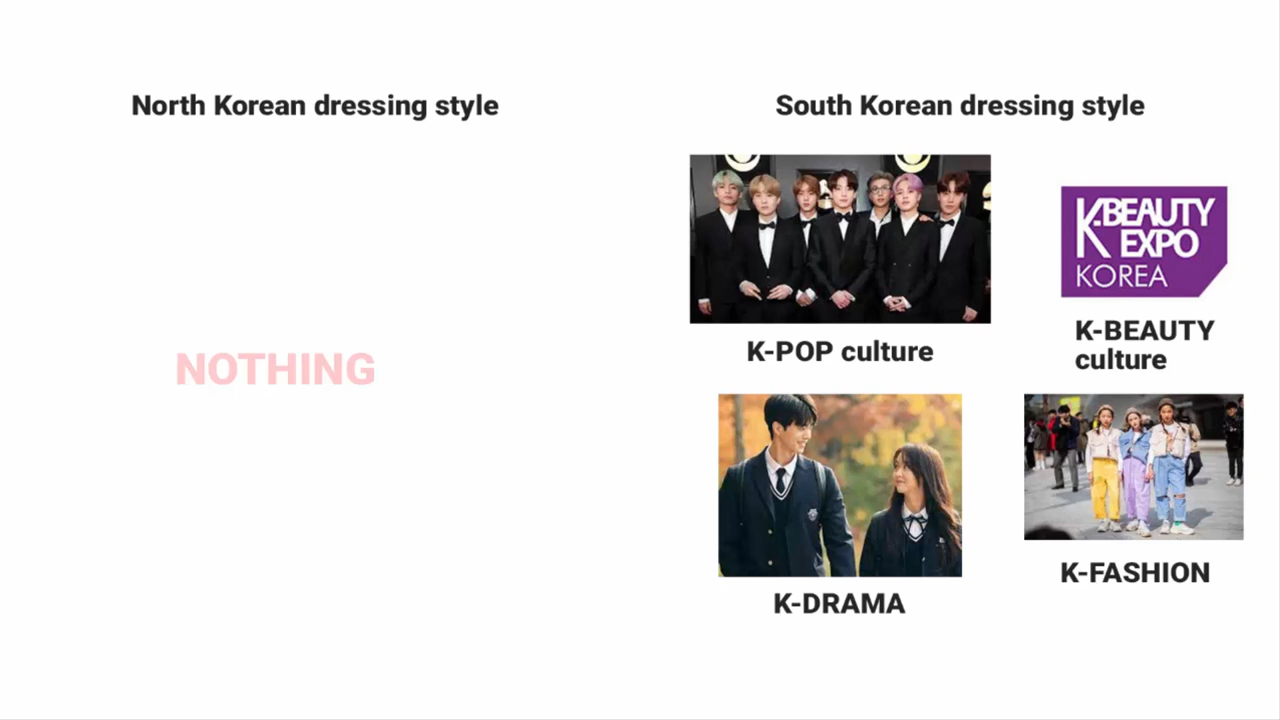 North Korean dressing style
South Korean dressing style
NOTHING
K-BEAUTY
EXPO
KOREA
K-POP culture
K-BEAUTY
culture
K-DRAMA
K-FASHION